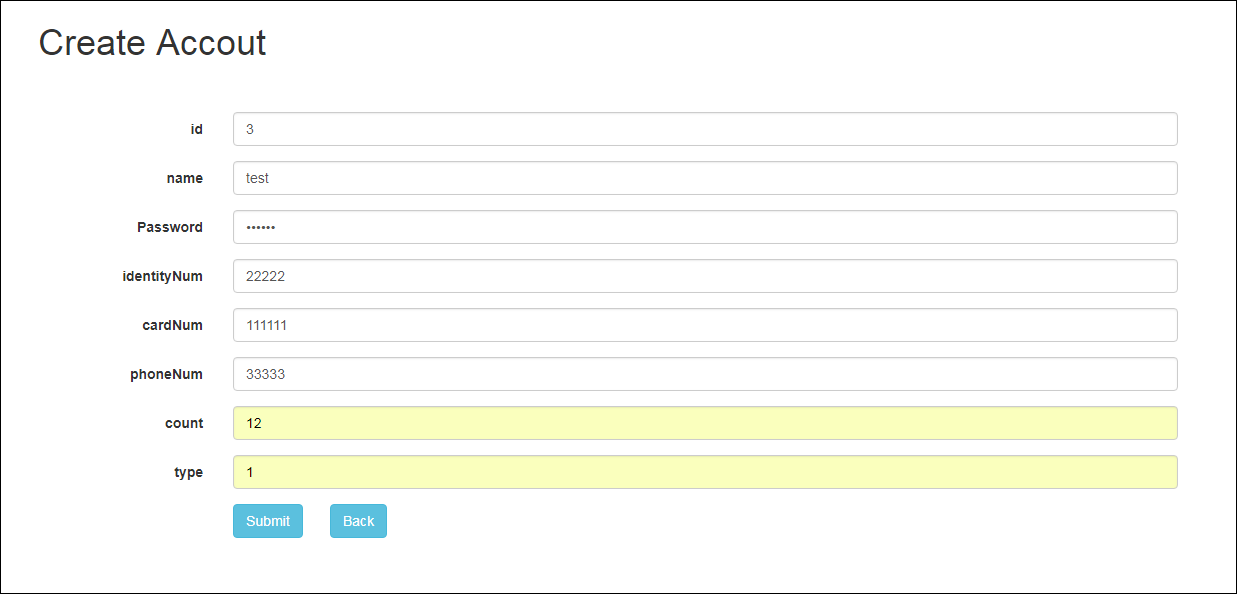 Create Accout
id 3
name test
Password ••••••
identityNum 22222
cardNum 111111
phoneNum 33333
count 12
type 1
Submit Back